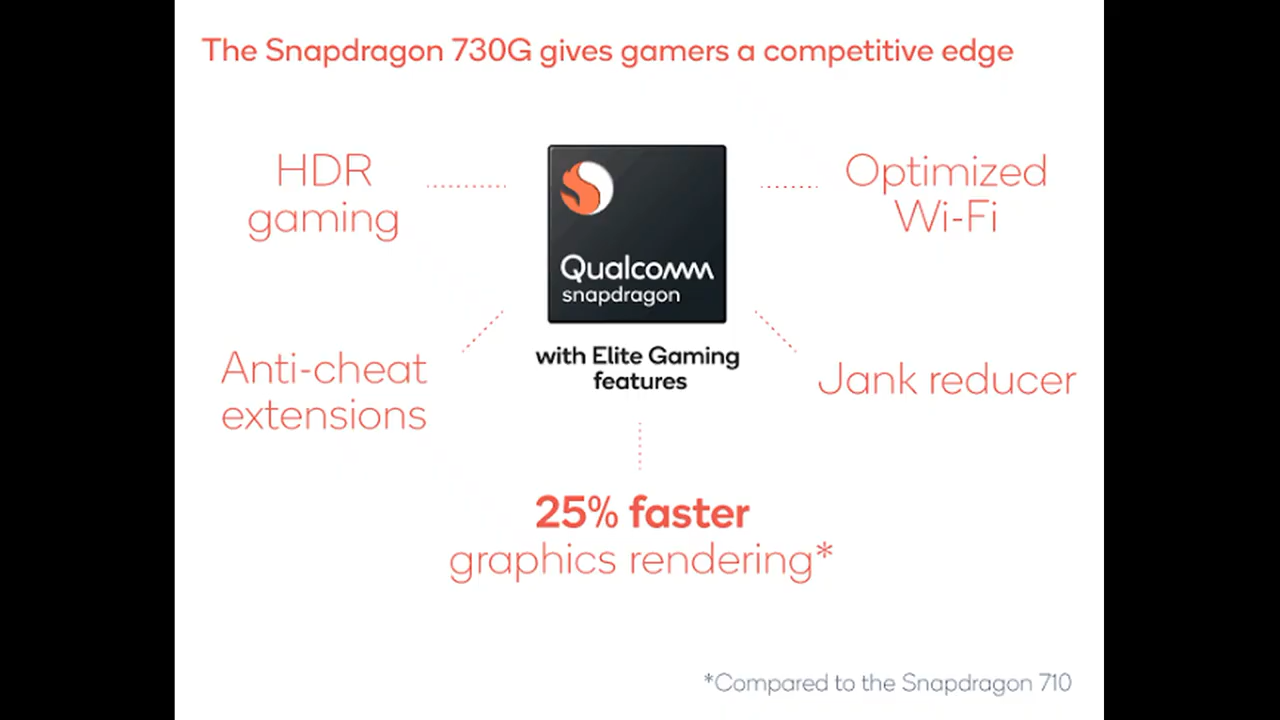 The Snapdragon 730G gives gamers a competitive edge
HDR
gaming
Optimized
Wi-Fi
Qualcomm
snapdragon
with Elite Gaming
features
Anti-cheat
extensions
Jank reducer
25% faster
graphics rendering*
*Compared to the Snapdragon 710